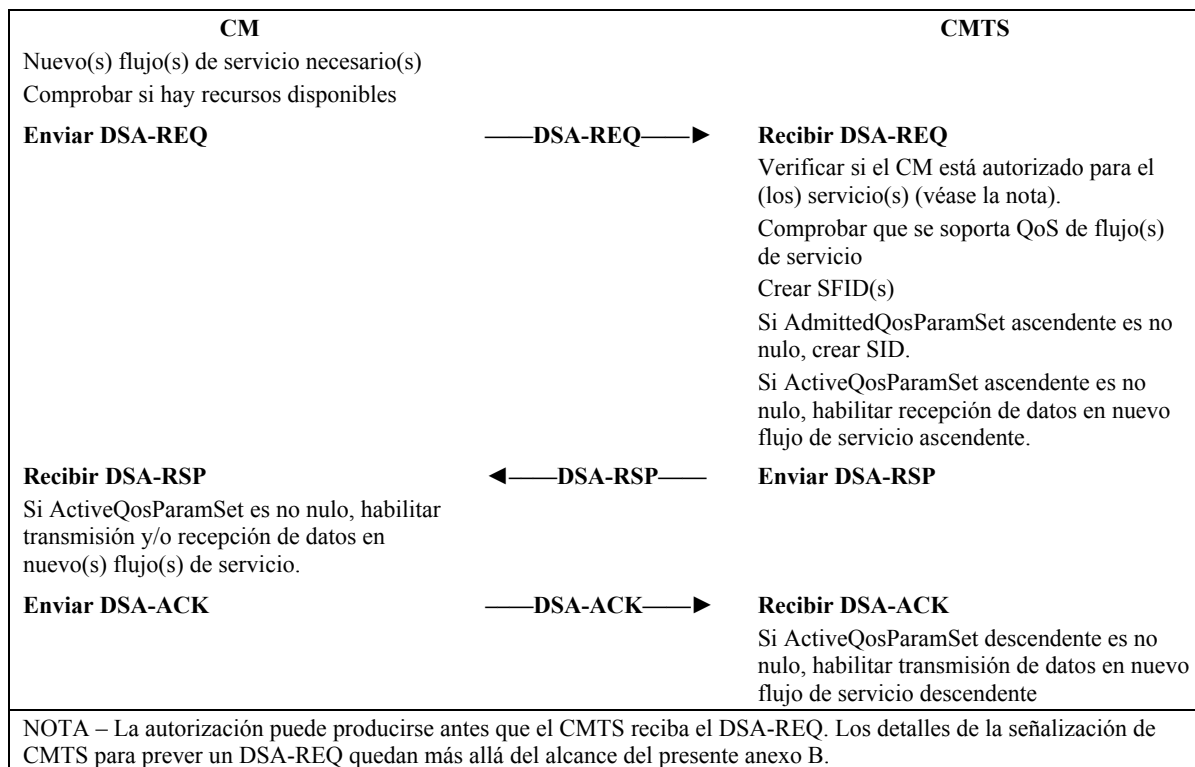 CM CMTS
Nuevo(s) flujo(s) de servicio necesario(s)
Comprobar si hay recursos disponibles
Enviar DSA-REQ ——DSA-REQ——► Recibir DSA-REQ
Verificar si el CM está autorizado para el
(los) servicio(s) (véase la nota).
Comprobar que se soporta QoS de flujo(s)
de servicio
Crear SFID(s)
Si AdmittedQosParamSet ascendente es no
nulo, crear SID.
Si ActiveQosParamSet ascendente es no
nulo, habilitar recepción de datos en nuevo
flujo de servicio ascendente.
Recibir DSA-RSP ◄——DSA-RSP—— Enviar DSA-RSP
Si ActiveQosParamSet es no nulo, habilitar
transmisión y/o recepción de datos en
nuevo(s) flujo(s) de servicio.
Enviar DSA-ACK ——DSA-ACK——► Recibir DSA-ACK
Si ActiveQosParamSet descendente es no
nulo, habilitar transmisión de datos en nuevo
flujo de servicio descendente
NOTA – La autorización puede producirse antes que el CMTS reciba el DSA-REQ. Los detalles de la señalización de
CMTS para prever un DSA-REQ quedan más allá del alcance del presente anexo B.